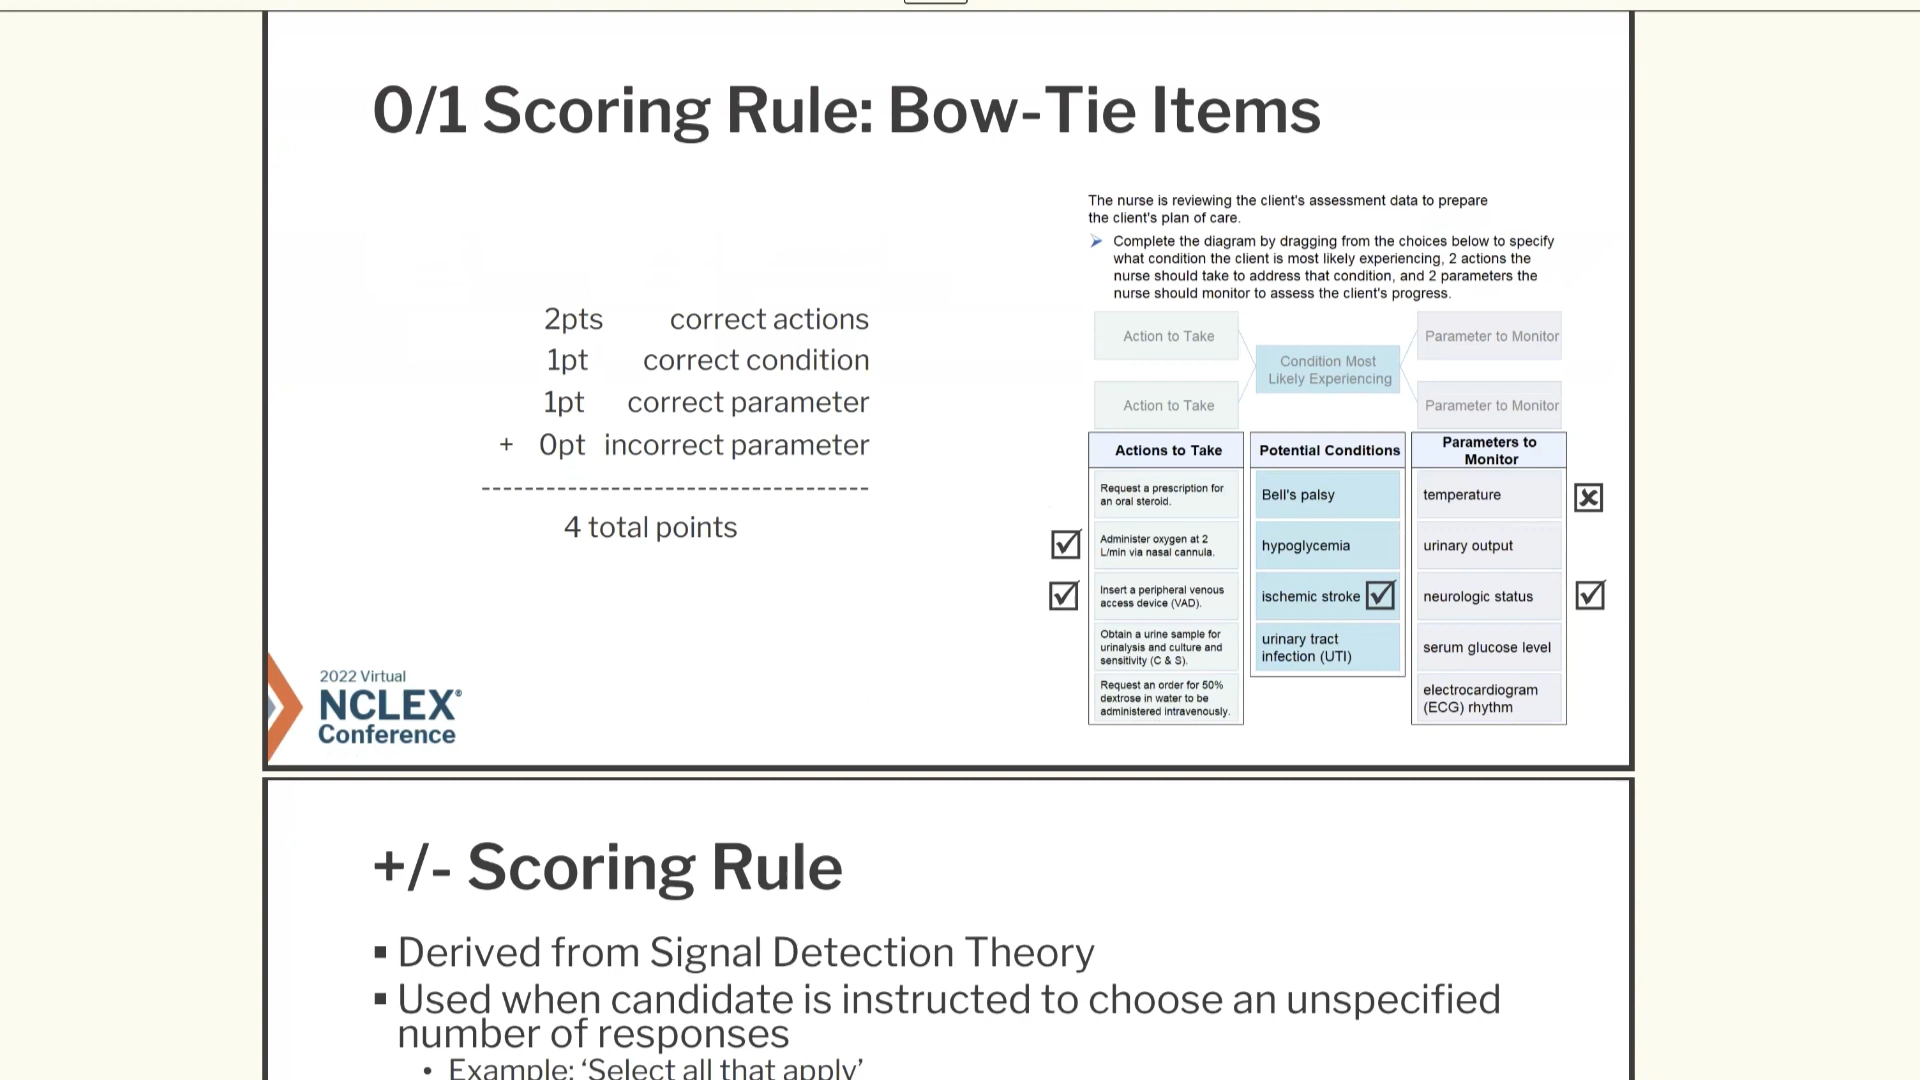 0/1 Scoring Rule: Bow-Tie Items
2pts correct actions
1pt correct condition
1pt correct parameter
+ 0pt incorrect parameter
--------------------------------------------
4 total points
The nurse is reviewing the client's assessment data to prepare
the client's plan of care.
Complete the diagram by dragging from the choices below to specify
what condition the client is most likely experiencing, 2 actions the
nurse should take to address that condition, and 2 parameters the
nurse should monitor to assess the client's progress.
Action to Take
Action to Take
Condition Most
Likely Experiencing
Parameter to Monitor
Parameter to Monitor
Actions to Take
Request a prescription for
an oral steroid.
Administer oxygen at 2
L/min via nasal cannula.
Insert a peripheral venous
access device (VAD).
Obtain a urine sample for
urinalysis and culture and
sensitivity (C & S).
Request an order for 50%
dextrose in water to be
administered intravenously.
Potential Conditions
Bell's palsy
hypoglycemia
ischemic stroke
urinary tract
infection (UTI)
Parameters to
Monitor
temperature
urinary output
neurologic status
serum glucose level
electrocardiogram
(ECG) rhythm
2022 Virtual
NCLEX®
Conference
+/- Scoring Rule
▪ Derived from Signal Detection Theory
▪ Used when candidate is instructed to choose an unspecified
number of responses
• Example: ‘Select all that apply’